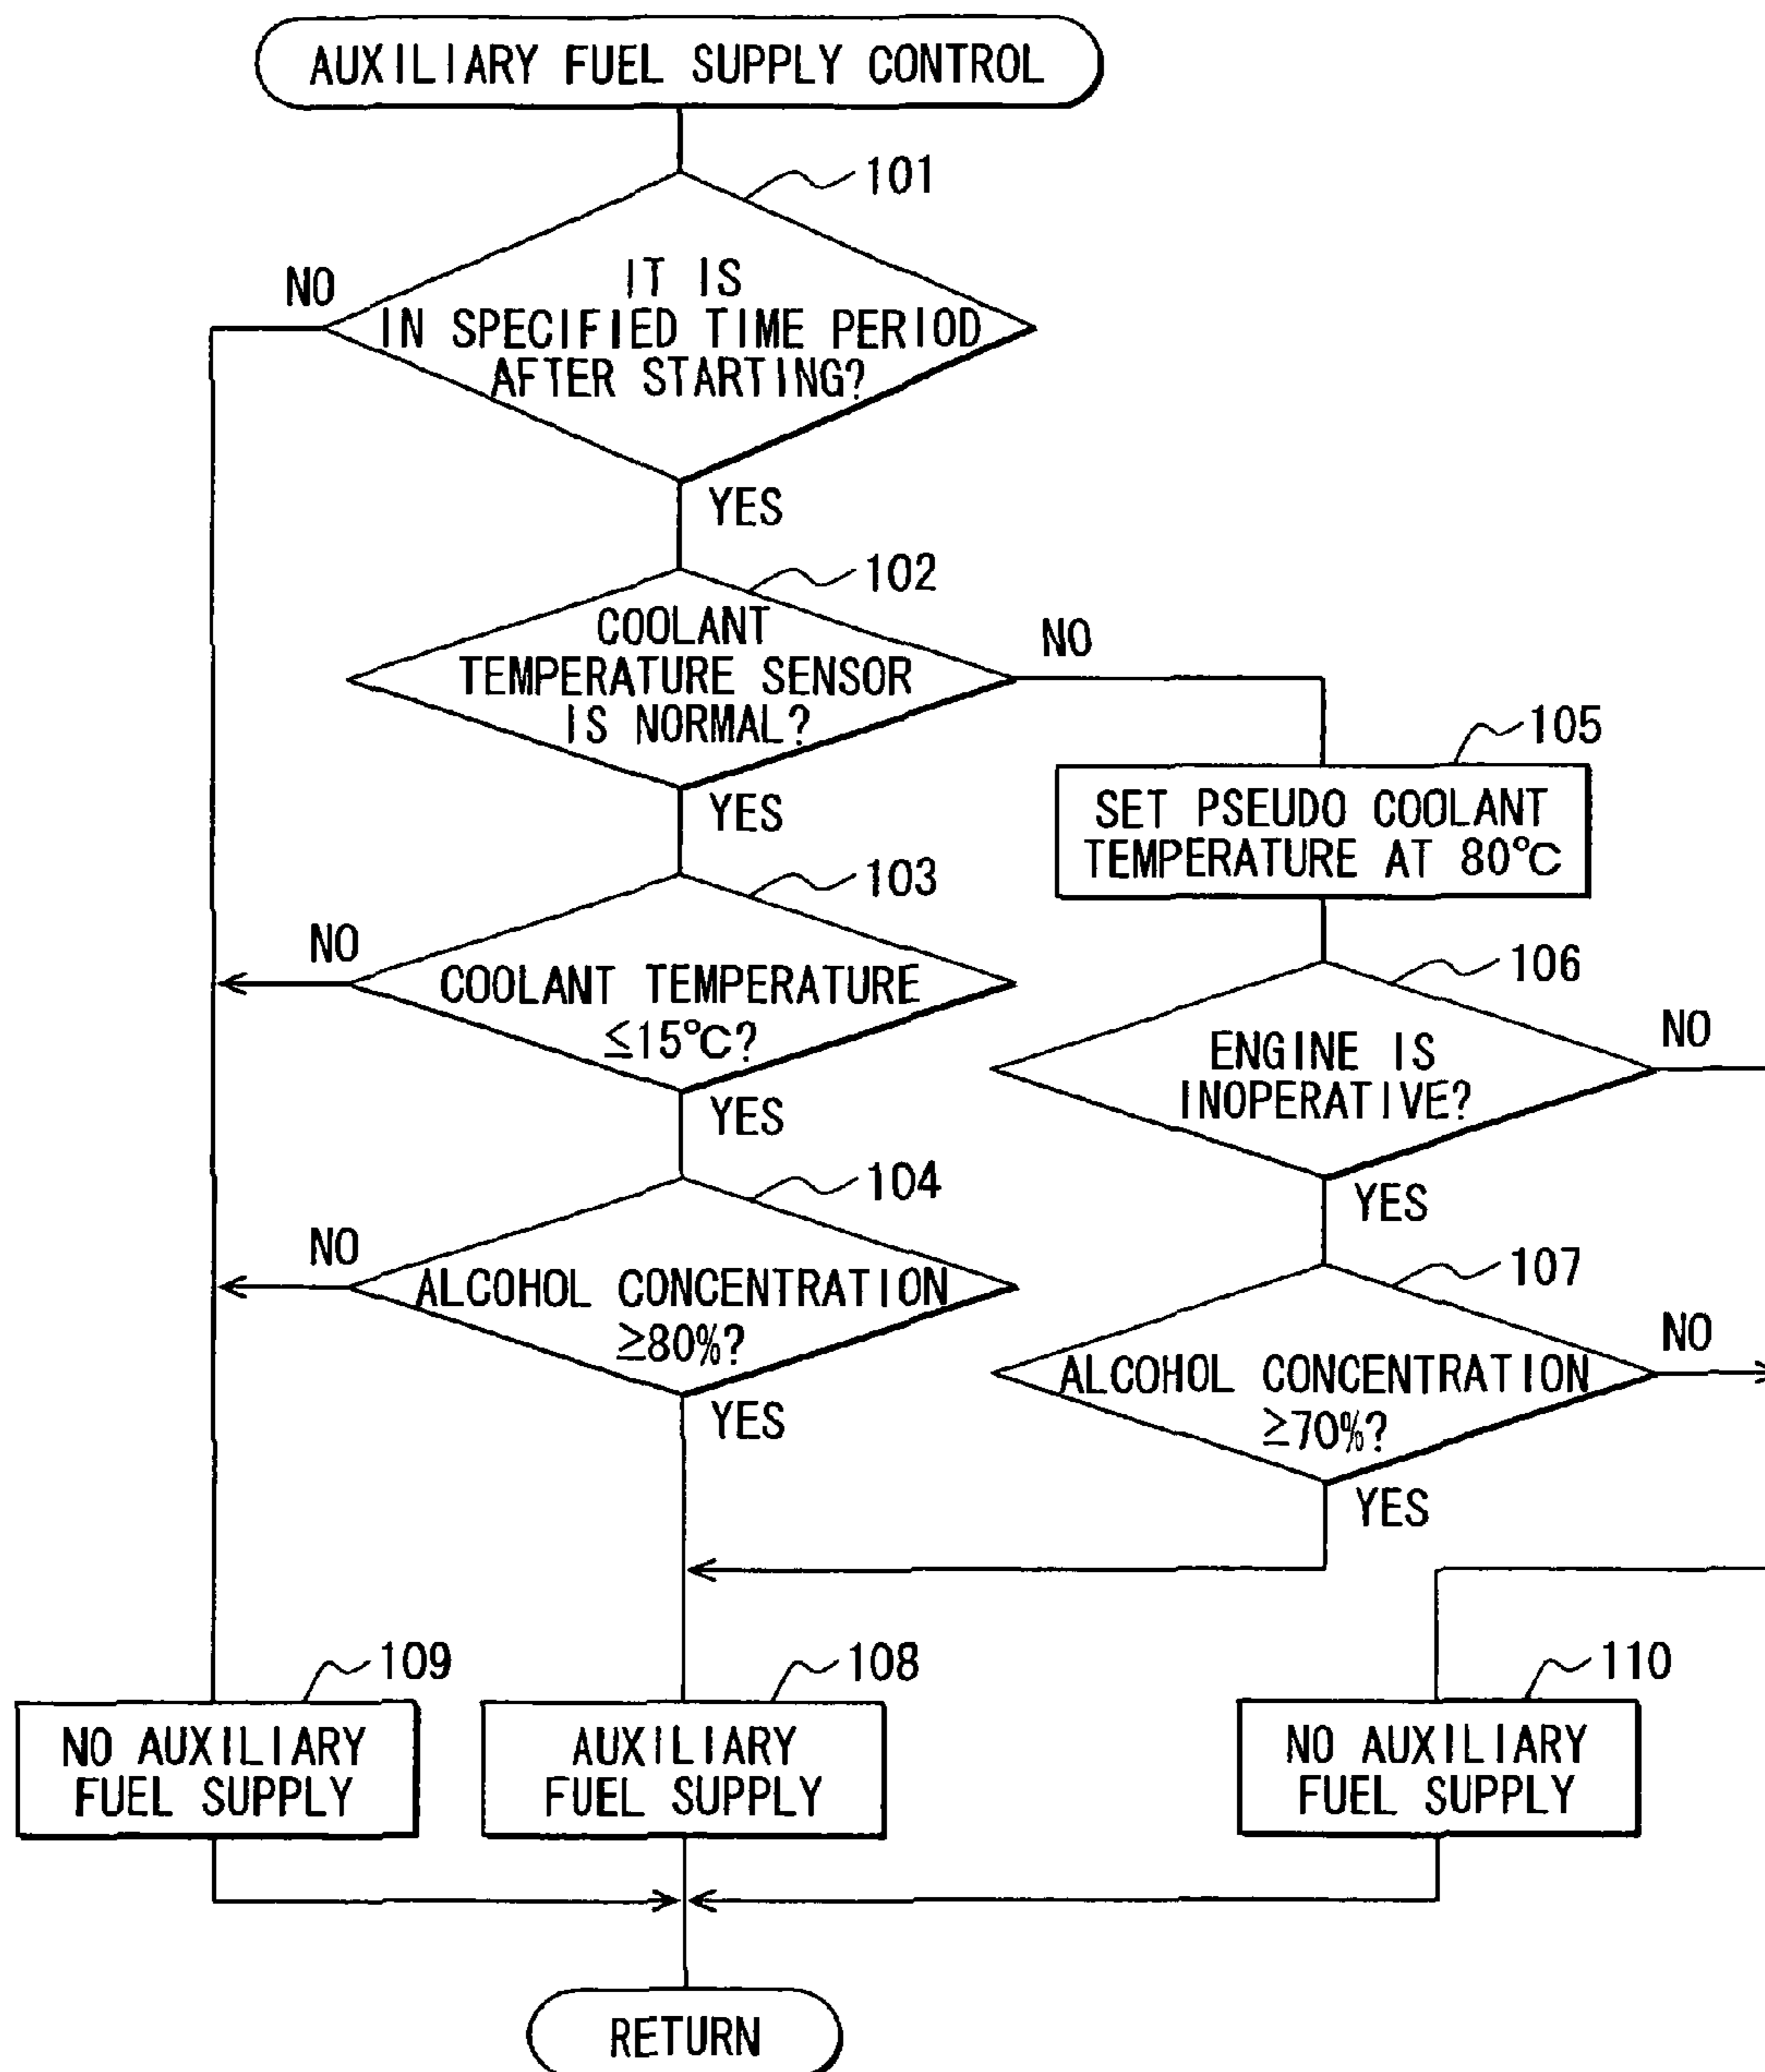 AUXILIARY FUEL SUPPLY CONTROL
101
IT IS
IN SPECIFIED TIME PERIOD
AFTER STARTING?
NO
YES
102
COOLANT
TEMPERATURE SENSOR
IS NORMAL?
NO
YES
105
SET PSEUDO COOLANT
TEMPERATURE AT 80°C
103
COOLANT TEMPERATURE
≤15°C?
NO
YES
106
ENGINE IS
INOPERATIVE?
NO
YES
104
ALCOHOL CONCENTRATION
≥80%?
NO
YES
107
ALCOHOL CONCENTRATION
≥70%?
NO
YES
109
NO AUXILIARY
FUEL SUPPLY
108
AUXILIARY
FUEL SUPPLY
110
NO AUXILIARY
FUEL SUPPLY
RETURN